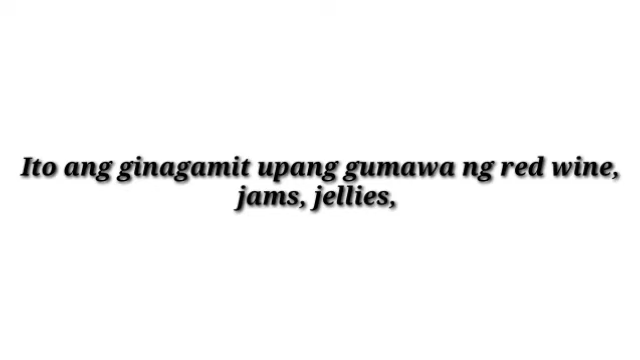 Ito ang ginagamit upang gumawa ng red wine,
jams, jellies,